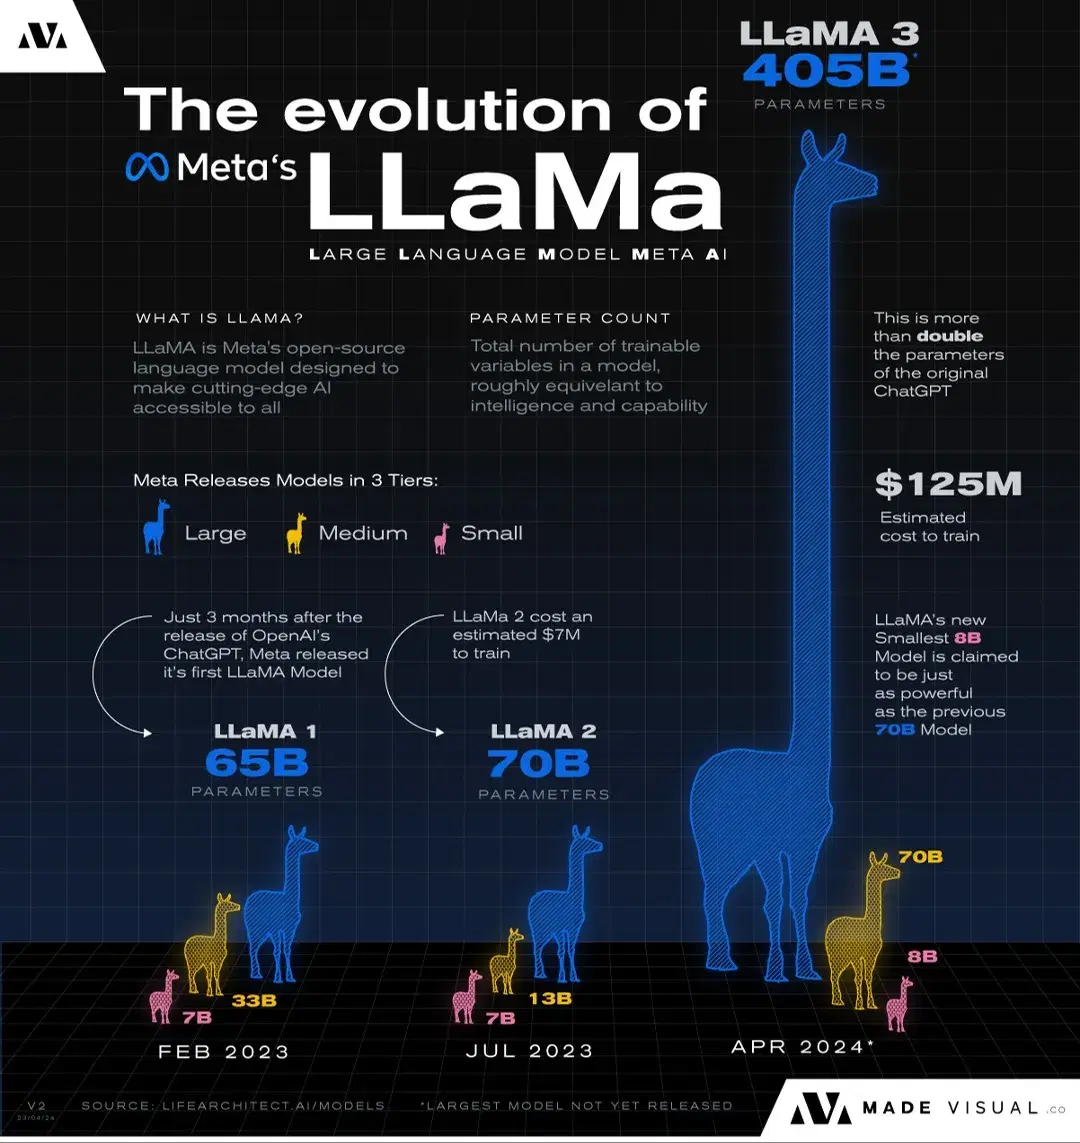 The evolution of
Meta's LLaMa
LARGE LANGUAGE MODEL META AI
LLaMA 3
405B*
PARAMETERS
WHAT IS LLAMA?
LLaMA is Meta's open-source
language model designed to
make cutting-edge AI
accessible to all
PARAMETER COUNT
Total number of trainable
variables in a model,
roughly equivelant to
intelligence and capability
This is more
than double
the parameters
of the original
ChatGPT
Meta Releases Models in 3 Tiers:
Large
Medium
Small
$125M
Estimated
cost to train
Just 3 months after the
release of OpenAI's
ChatGPT, Meta released
it's first LLaMA Model
LLaMa 2 cost an
estimated $7M
to train
LLaMA's new
Smallest 8B
Model is claimed
to be just
as powerful
as the previous
70B Model
LLaMA 1
65B
PARAMETERS
LLaMA 2
70B
PARAMETERS
33B
7B
13B
7B
70B
8B
FEB 2023
JUL 2023
APR 2024*
V2
23/04/24
SOURCE: LIFEARCHITECT.AI/MODELS
*LARGEST MODEL NOT YET RELEASED
MADE VISUAL.CO